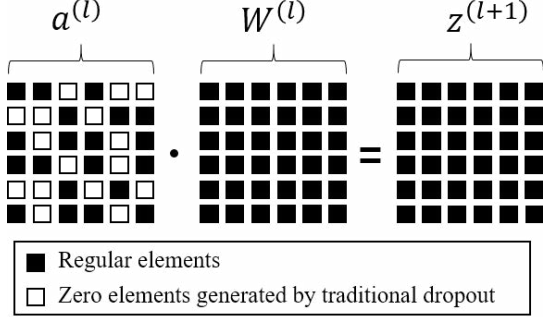 a^(l) W^(l) z^(l+1)
· =
Regular elements
Zero elements generated by traditional dropout